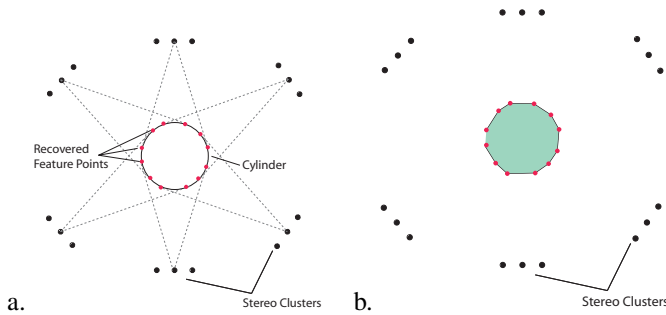 Recovered
Feature Points
Cylinder
Stereo Clusters
a.
Stereo Clusters
b.